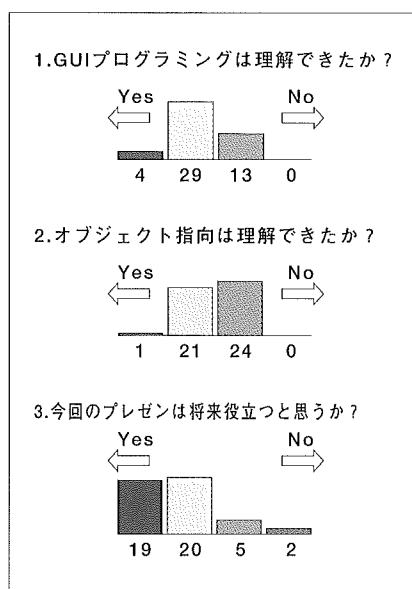 1.GUIプログラミングは理解できたか?
Yes No
4 29 13 0
2.オブジェクト指向は理解できたか?
Yes No
1 21 24 0
3.今回のプレゼンは将来役立つと思うか?
Yes No
19 20 5 2